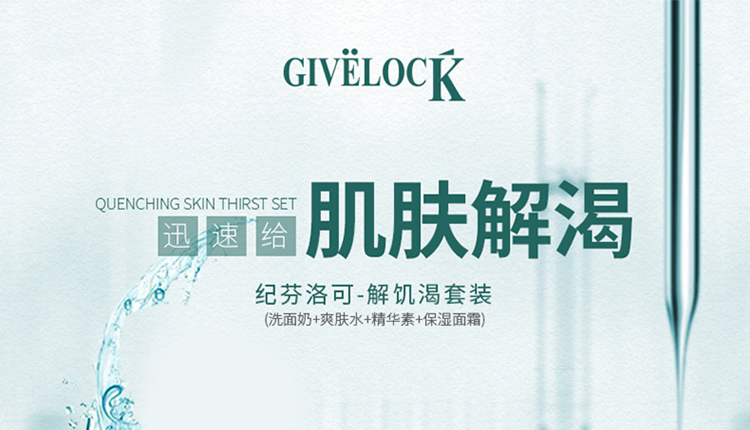 GIVËLOCḰ
QUENCHING SKIN THIRST SET
迅速给 肌肤解渴
纪芬洛可-解饥渴套装
(洗面奶+爽肤水+精华素+保湿面霜)